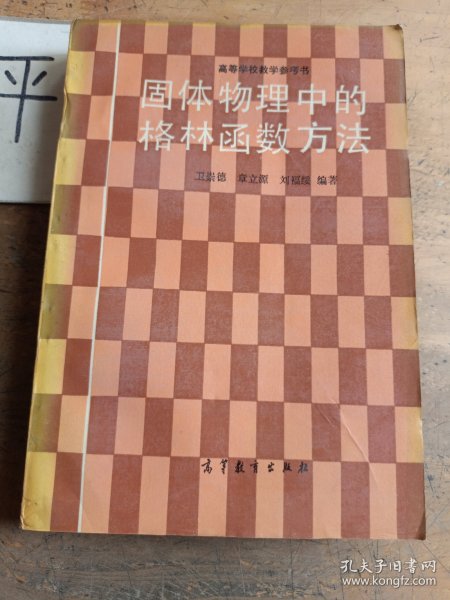 平
高等学校教学参考书
固体物理中的
格林函数方法
卫崇德 章立源 刘福绥 编著
高等教育出版社
孔夫子旧书网
www.kongfz.com